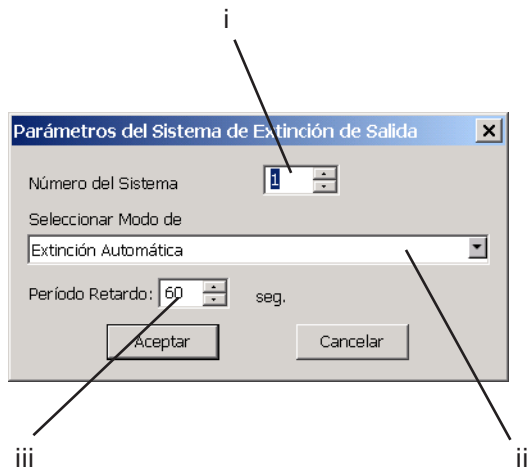 i
Parámetros del Sistema de Extinción de Salida
Número del Sistema 1
Seleccionar Modo de
Extinción Automática
Período Retardo: 60 seg.
Aceptar Cancelar
iii ii